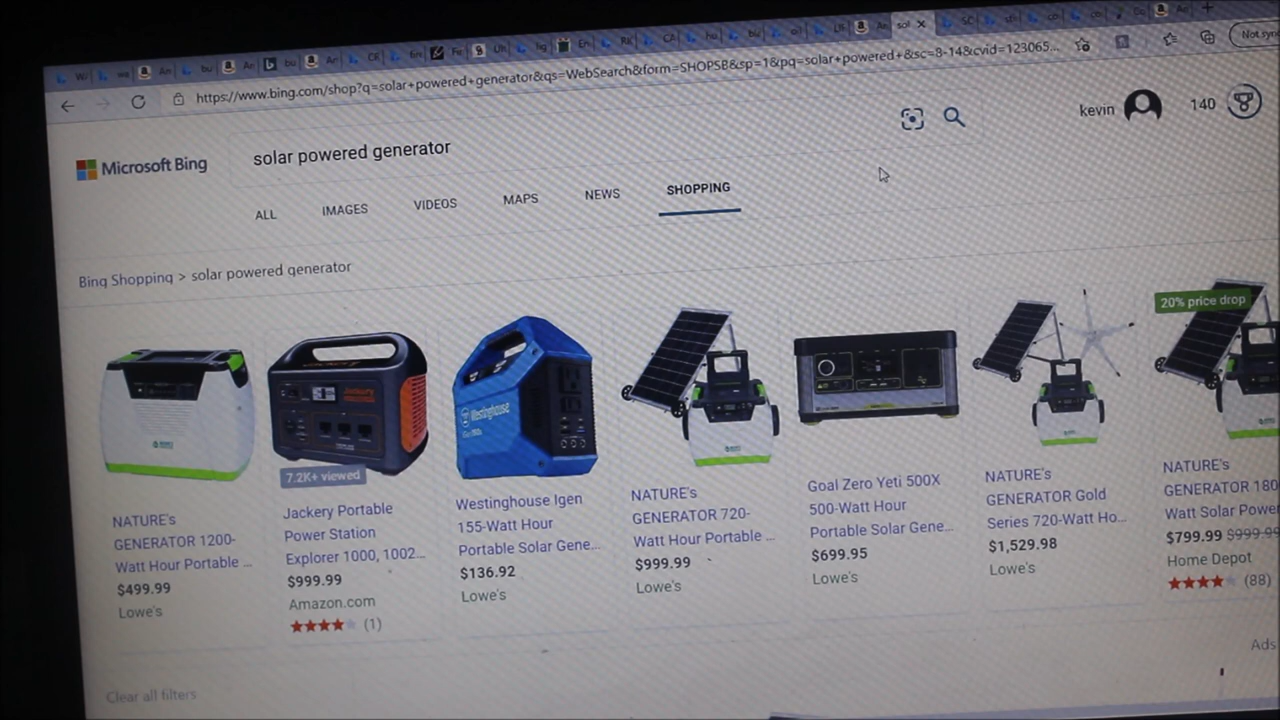 https://www.bing.com/shop?q=solar+powered+generator&qs=WebSearch&form=SHOPSB&sp=1&pq=solar+powered+&sc=8-14&cvid=123065...
Not sync
Microsoft Bing
solar powered generator
kevin
140
ALL
IMAGES
VIDEOS
MAPS
NEWS
SHOPPING
Bing Shopping > solar powered generator
7.2K+ viewed
Westinghouse
20% price drop
NATURE's
GENERATOR 1200-
Watt Hour Portable ...
$499.99
Lowe's
Jackery Portable
Power Station
Explorer 1000, 1002...
$999.99
Amazon.com
(1)
Westinghouse Igen
155-Watt Hour
Portable Solar Gene...
$136.92
Lowe's
NATURE's
GENERATOR 720-
Watt Hour Portable ...
$999.99
Lowe's
Goal Zero Yeti 500X
500-Watt Hour
Portable Solar Gene...
$699.95
Lowe's
NATURE's
GENERATOR Gold
Series 720-Watt Ho...
$1,529.98
Lowe's
NATURE's
GENERATOR 180
Watt Solar Power
$799.99 $999.9
Home Depot
(88)
Ads
Clear all filters